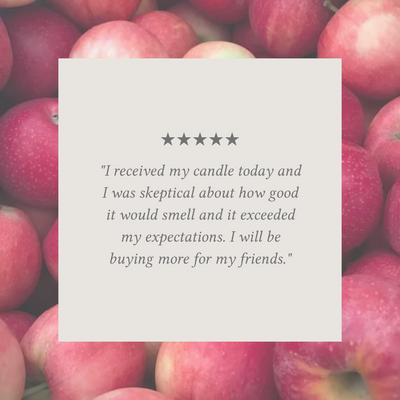 ★★★★★
"I received my candle today and
I was skeptical about how good
it would smell and it exceeded
my expectations. I will be
buying more for my friends."